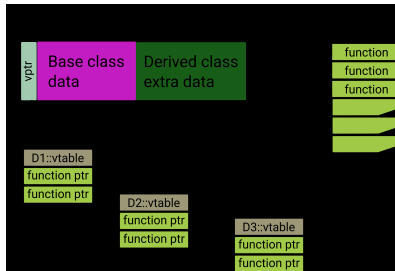 vptr
Base class
data
Derived class
extra data
function
function
function
D1::vtable
function ptr
function ptr
D2::vtable
function ptr
function ptr
D3::vtable
function ptr
function ptr